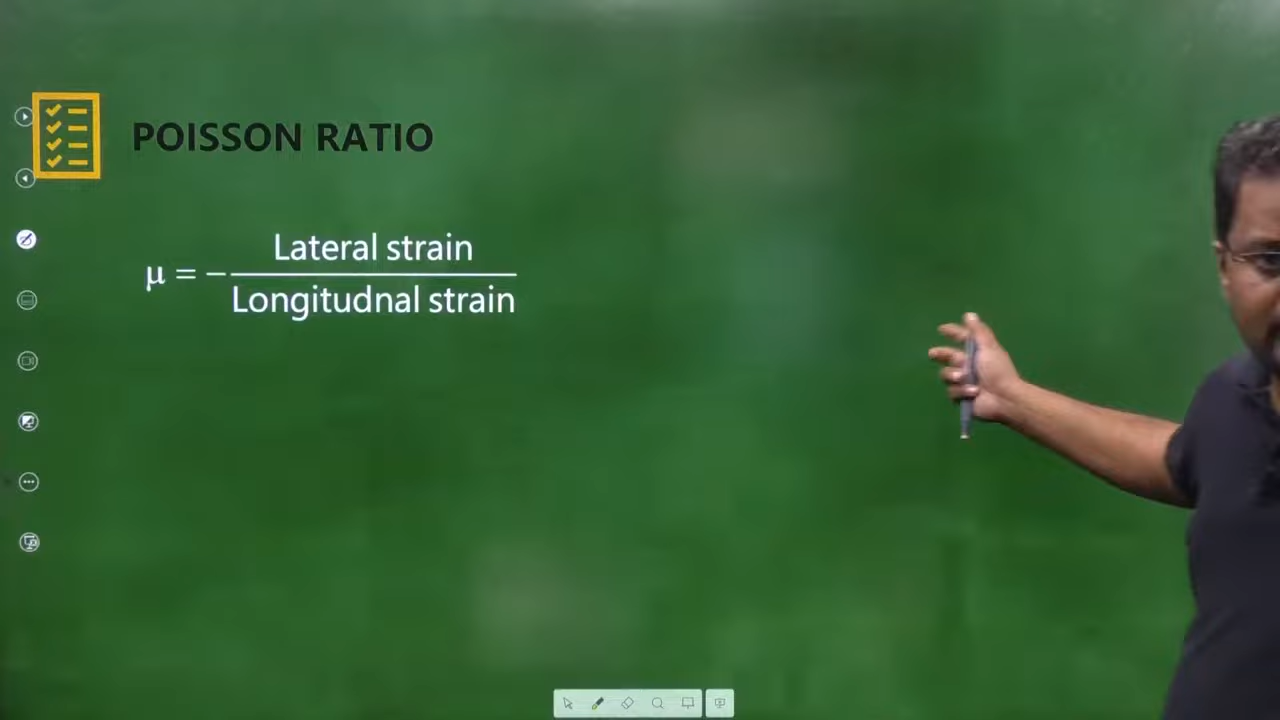 POISSON RATIO
μ = - Lateral strain
Longitudnal strain